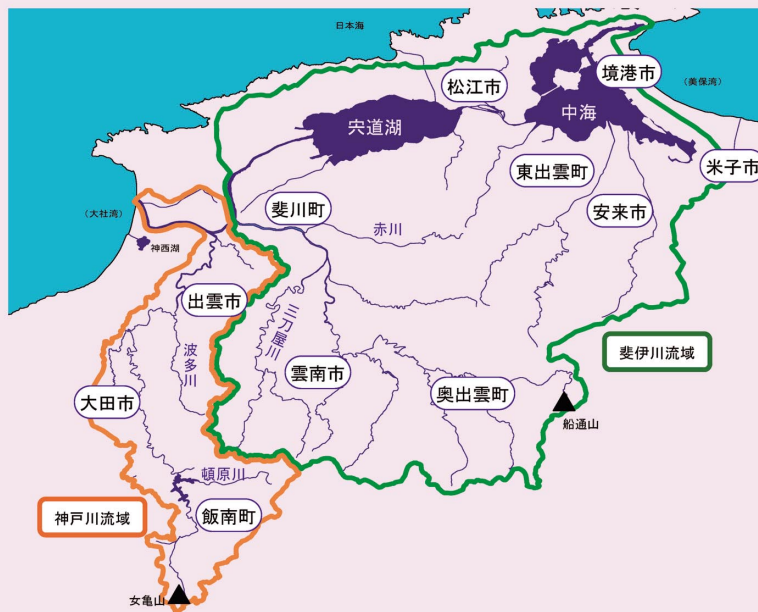 日本海
境港市
松江市
(美保湾)
中海
宍道湖
米子市
東出雲町
安来市
斐川町
(大社湾)
赤川
神西湖
出雲市
三刀屋川
斐伊川流域
波多川
雲南市
奥出雲町
大田市
船通山
頓原川
神戸川流域
飯南町
女亀山